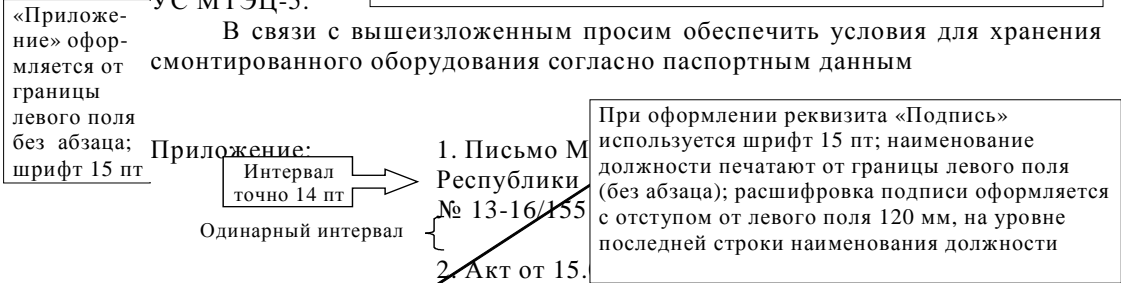 УС МТЭЦ-5.
«Приложе-
ние» офор-
мляется от
границы
левого поля
без абзаца;
шрифт 15 пт
В связи с вышеизложенным просим обеспечить условия для хранения
смонтированного оборудования согласно паспортным данным
Приложение:
Интервал
точно 14 пт
Одинарный интервал
1. Письмо М
Республики
№ 13-16/155
2. Акт от 15.
При оформлении реквизита «Подпись»
используется шрифт 15 пт; наименование
должности печатают от границы левого поля
(без абзаца); расшифровка подписи оформляется
с отступом от левого поля 120 мм, на уровне
последней строки наименования должности